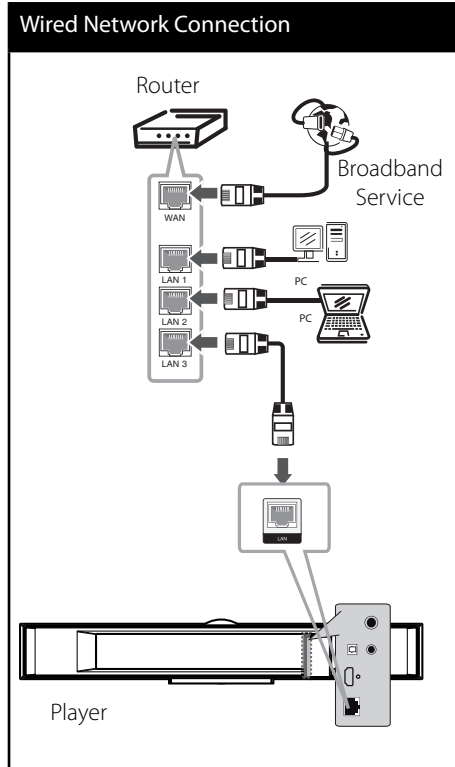 Wired Network Connection
Router
Broadband
Service
WAN
LAN 1
PC
LAN 2
PC
LAN 3
LAN
Player